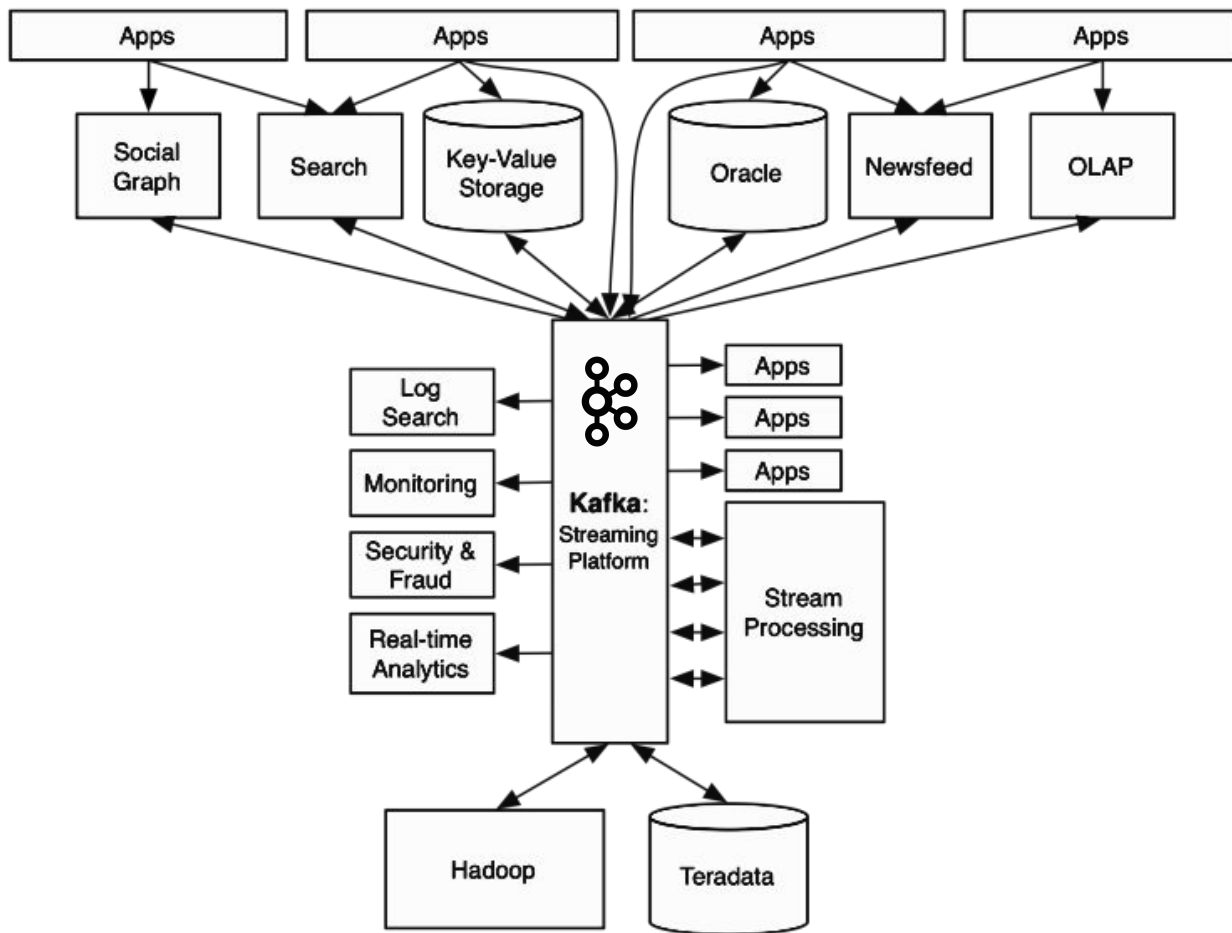 Apps
Apps
Apps
Apps
Social
Graph
Search
Key-Value
Storage
Oracle
Newsfeed
OLAP
Log
Search
Monitoring
Security &
Fraud
Real-time
Analytics
Kafka:
Streaming
Platform
Apps
Apps
Apps
Stream
Processing
Hadoop
Teradata